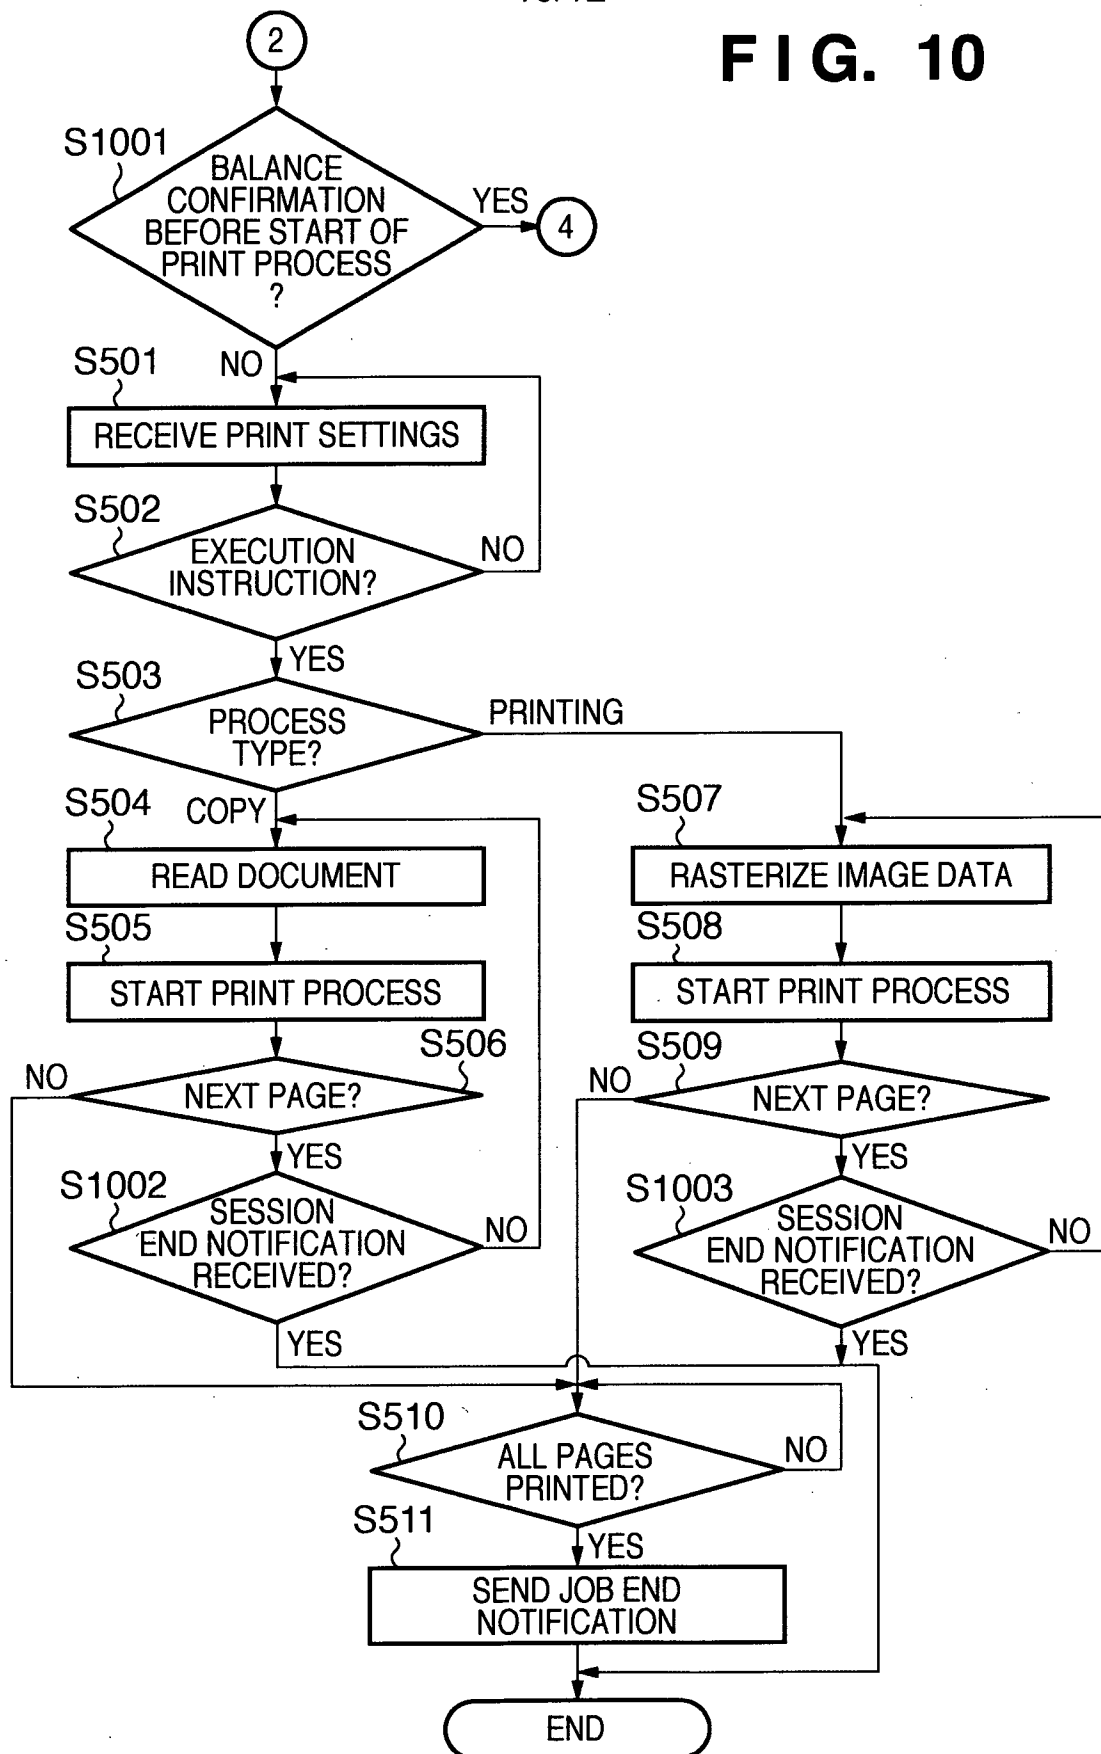 2
FIG. 10
S1001
BALANCE
CONFIRMATION
BEFORE START OF
PRINT PROCESS
?
YES
4
NO
S501
RECEIVE PRINT SETTINGS
S502
EXECUTION
INSTRUCTION?
NO
YES
S503
PROCESS
TYPE?
PRINTING
COPY
S504
READ DOCUMENT
S507
RASTERIZE IMAGE DATA
S505
START PRINT PROCESS
S508
START PRINT PROCESS
S506
NEXT PAGE?
NO
YES
S509
NEXT PAGE?
NO
YES
S1002
SESSION
END NOTIFICATION
RECEIVED?
NO
YES
S1003
SESSION
END NOTIFICATION
RECEIVED?
NO
YES
S510
ALL PAGES
PRINTED?
NO
YES
S511
SEND JOB END
NOTIFICATION
END